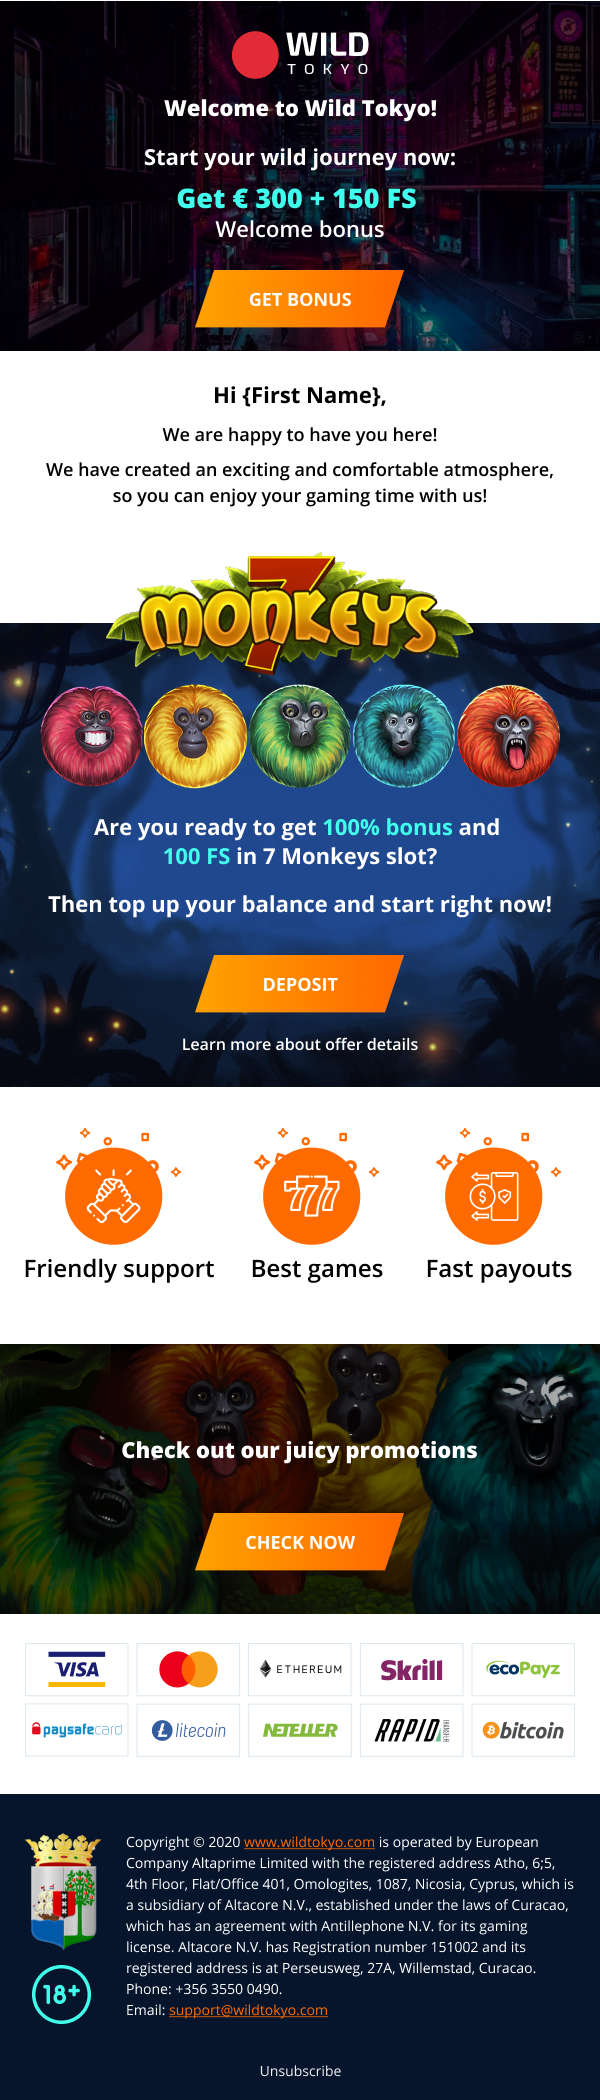 WILD
TOKYO
Welcome to Wild Tokyo!
Start your wild journey now:
Get € 300 + 150 FS
Welcome bonus
GET BONUS
Hi {First Name},
We are happy to have you here!
We have created an exciting and comfortable atmosphere,
so you can enjoy your gaming time with us!
7
MONKEYS
Are you ready to get 100% bonus and
100 FS in 7 Monkeys slot?
Then top up your balance and start right now!
DEPOSIT
Learn more about offer details
777
Friendly support
Best games
Fast payouts
Check out our juicy promotions
CHECK NOW
VISA
ETHEREUM
Skrill
ecoPayz
paysafecard
litecoin
NETELLER
RAPID TRANSFER
bitcoin
Copyright © 2020 www.wildtokyo.com is operated by European
Company Altaprime Limited with the registered address Atho, 6;5,
4th Floor, Flat/Office 401, Omologites, 1087, Nicosia, Cyprus, which is
a subsidiary of Altacore N.V., established under the laws of Curacao,
which has an agreement with Antillephone N.V. for its gaming
license. Altacore N.V. has Registration number 151002 and its
registered address is at Perseusweg, 27A, Willemstad, Curacao.
Phone: +356 3550 0490.
Email: support@wildtokyo.com
18+
Unsubscribe